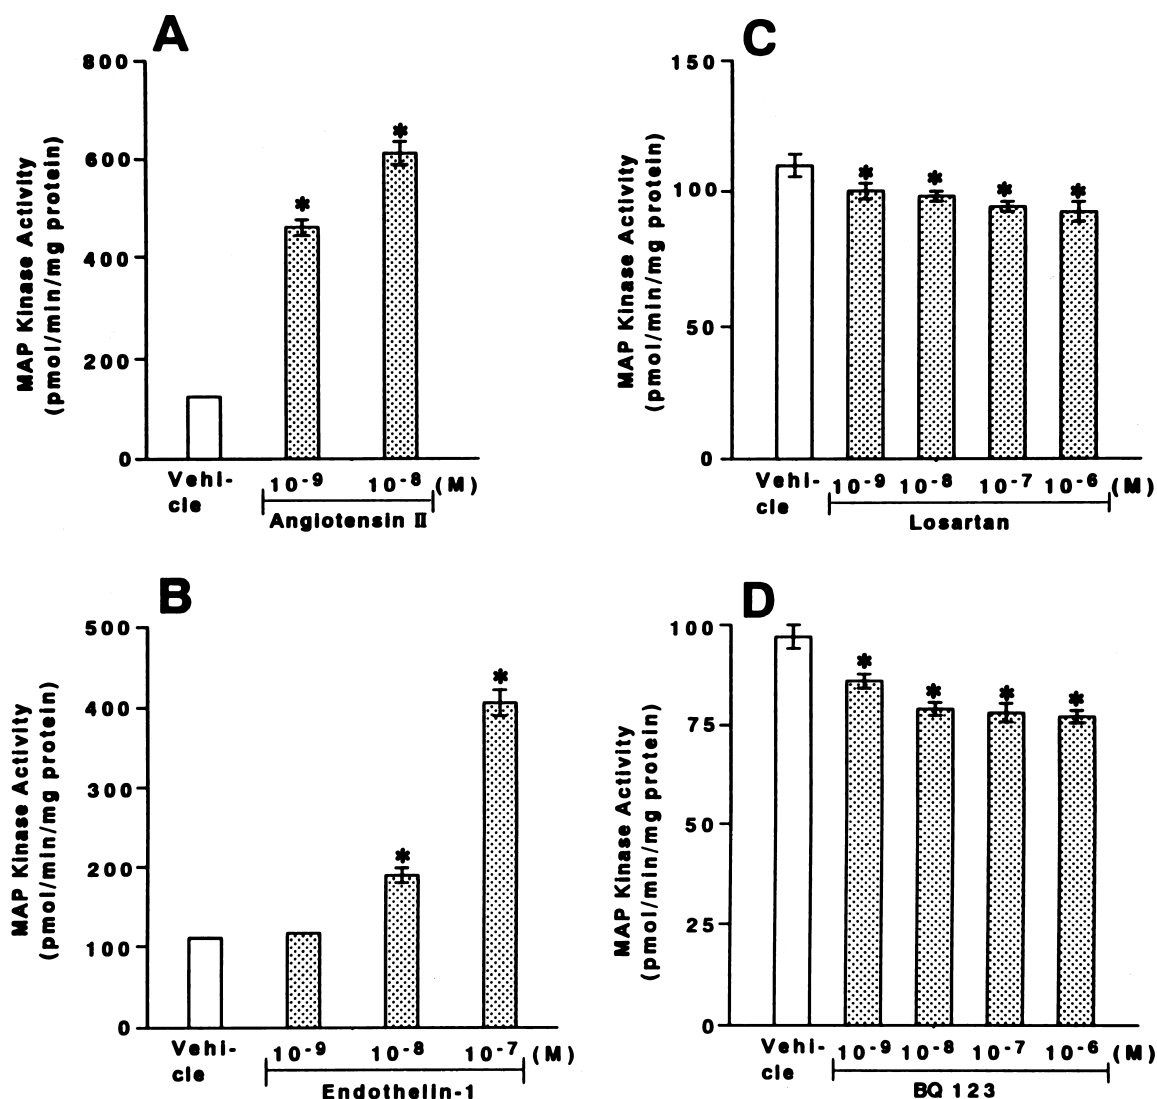 A
800
600
400
200
0
MAP Kinase Activity
(pmol/min/mg protein)
*
*
Vehi-
cle
10-9 10-8 (M)
Angiotensin II
C
150
100
50
0
MAP Kinase Activity
(pmol/min/mg protein)
* * * *
Vehi-
cle
10-9 10-8 10-7 10-6 (M)
Losartan
B
500
400
300
200
100
0
MAP Kinase Activity
(pmol/min/mg protein)
*
*
Vehi-
cle
10-9 10-8 10-7 (M)
Endothelin-1
D
100
75
50
25
0
MAP Kinase Activity
(pmol/min/mg protein)
* * * *
Vehi-
cle
10-9 10-8 10-7 10-6 (M)
BQ 123